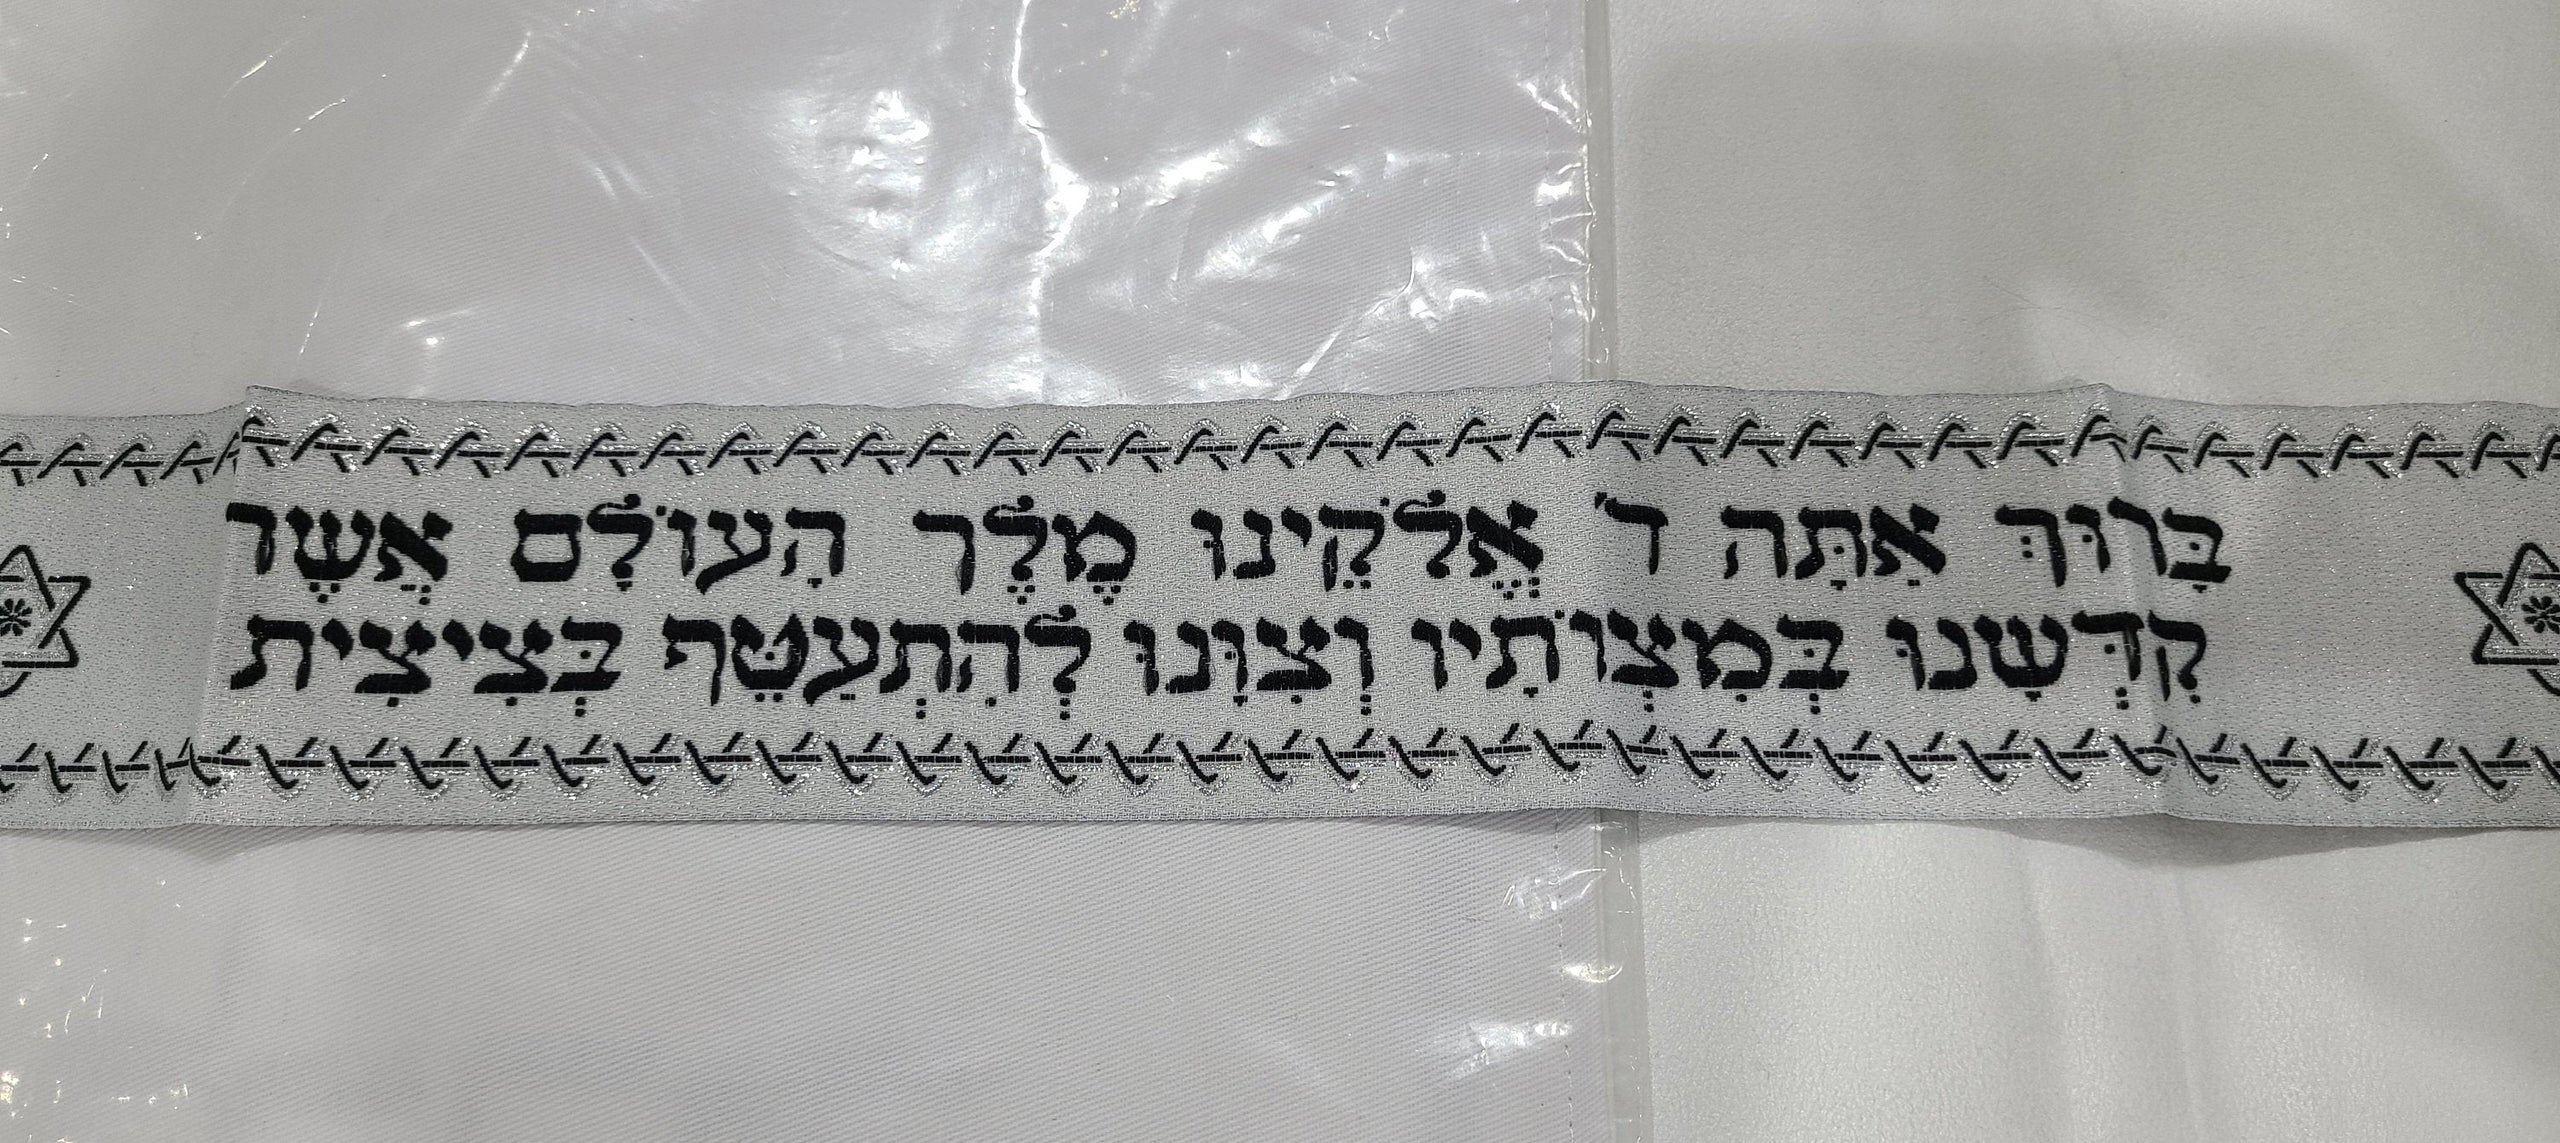 בָּרוּךְ אַתָּה ד' אֱלֹקֵינוּ מֶלֶךְ הָעוֹלָם אֲשֶׁר
קִדְּשָׁנוּ בְּמִצְוֹתָיו וְצִוָּנוּ לְהִתְעַטֵּף בְּצִיצִית